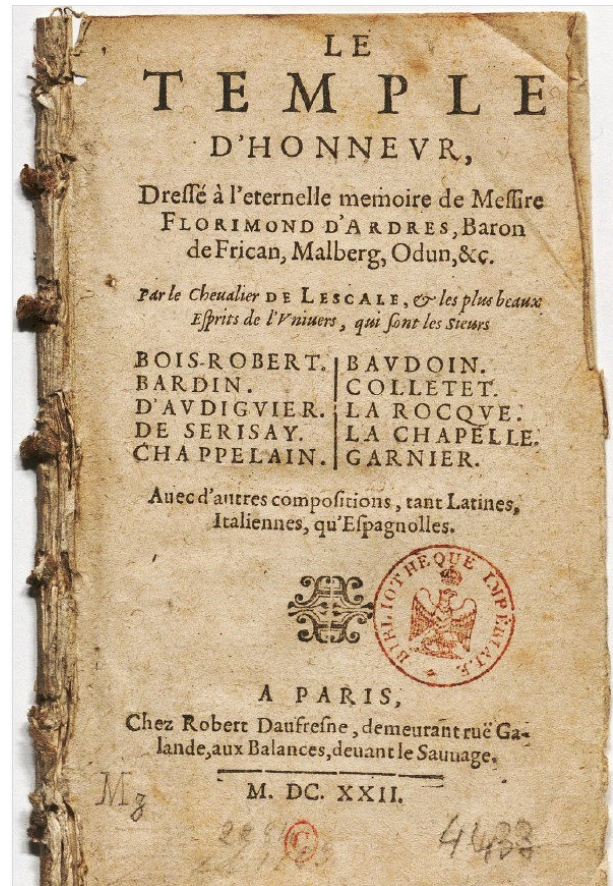 LE
TEMPLE
D'HONNEVR,
Dreſſé à l'eternelle memoire de Meſſire
FLORIMOND D'ARDRES, Baron
de Frican, Malberg, Odun, &c.
Par le Cheualier DE LESCALE, & les plus beaux
Eſprits de l'Vniuers, qui ſont les Sieurs
BOIS-ROBERT. BAVDOIN.
BARDIN. COLLETET.
D'AVDIGVIER. LA ROCQVE.
DE SERISAY. LA CHAPELLE.
CHAPPELAIN. GARNIER.
Auec d'autres compoſitions, tant Latines,
Italiennes, qu'Eſpagnolles.
BIBLIOTHEQUE IMPÉRIALE
A PARIS,
Chez Robert Daufreſne, demeurant ruë Ga-
lande, aux Balances, deuant le Sauuage.
M. DC. XXII.